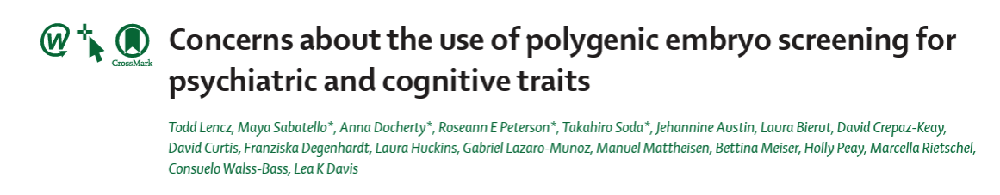 Concerns about the use of polygenic embryo screening for
psychiatric and cognitive traits
CrossMark
Todd Lencz, Maya Sabatello*, Anna Docherty*, Roseann E Peterson*, Takahiro Soda*, Jehannine Austin, Laura Bierut, David Crepaz-Keay,
David Curtis, Franziska Degenhardt, Laura Huckins, Gabriel Lazaro-Munoz, Manuel Mattheisen, Bettina Meiser, Holly Peay, Marcella Rietschel,
Consuelo Walss-Bass, Lea K Davis